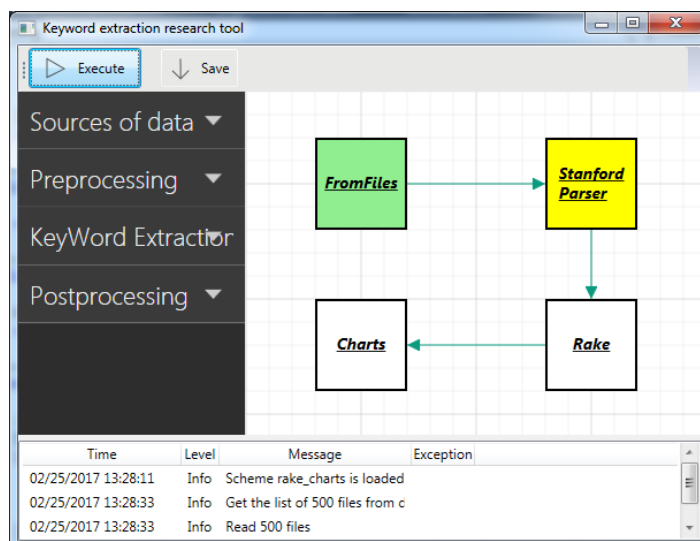 Keyword extraction research tool
Execute Save
Sources of data
Preprocessing
KeyWord Extraction
Postprocessing
FromFiles
Stanford
Parser
Charts
Rake
Time Level Message Exception
02/25/2017 13:28:11 Info Scheme rake_charts is loaded
02/25/2017 13:28:33 Info Get the list of 500 files from d
02/25/2017 13:28:33 Info Read 500 files